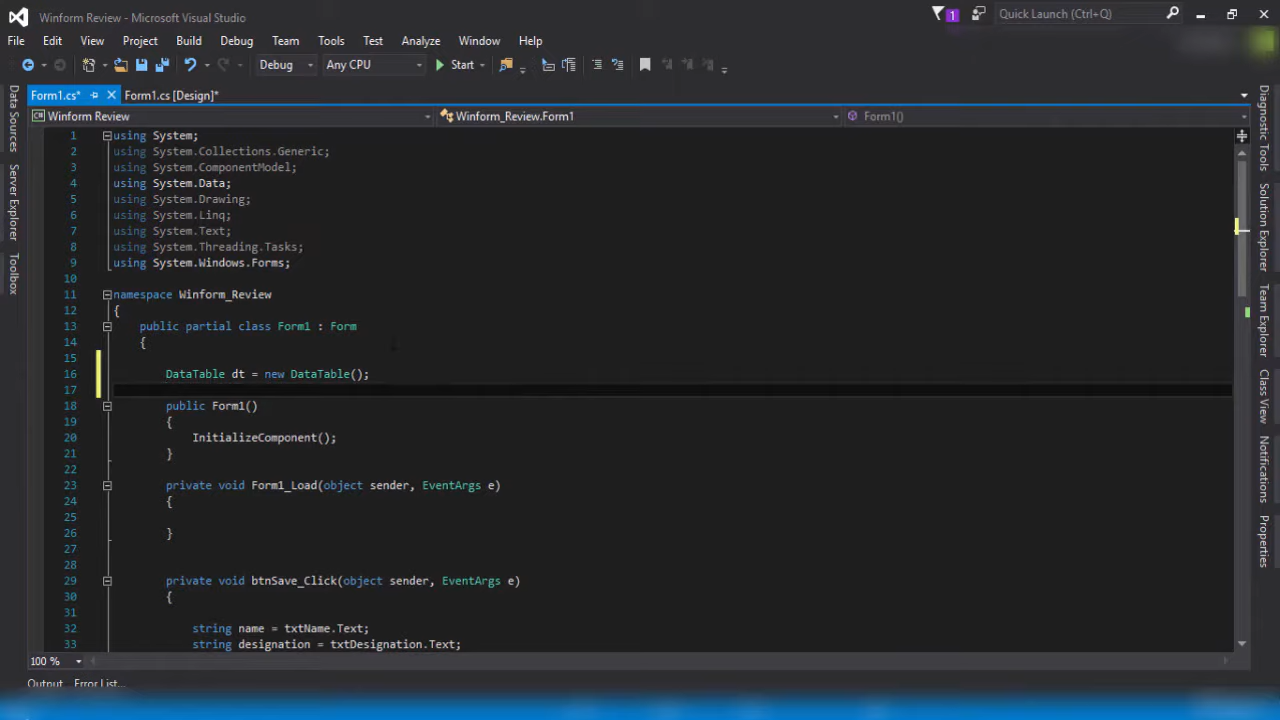 Winform Review - Microsoft Visual Studio
1
Quick Launch (Ctrl+Q)
File Edit View Project Build Debug Team Tools Test Analyze Window Help
Debug Any CPU Start
Form1.cs* Form1.cs [Design]*
Winform Review Winform_Review.Form1 Form1()
Data Sources
Server Explorer
Toolbox
1 using System;
2 using System.Collections.Generic;
3 using System.ComponentModel;
4 using System.Data;
5 using System.Drawing;
6 using System.Linq;
7 using System.Text;
8 using System.Threading.Tasks;
9 using System.Windows.Forms;
10
11 namespace Winform_Review
12 {
13 public partial class Form1 : Form
14 {
15
16 DataTable dt = new DataTable();
17
18 public Form1()
19 {
20 InitializeComponent();
21 }
22
23 private void Form1_Load(object sender, EventArgs e)
24 {
25
26 }
27
28
29 private void btnSave_Click(object sender, EventArgs e)
30 {
31
32 string name = txtName.Text;
33 string designation = txtDesignation.Text;
100 %
Output Error List...
Diagnostic Tools
Solution Explorer
Team Explorer
Class View
Notifications
Properties